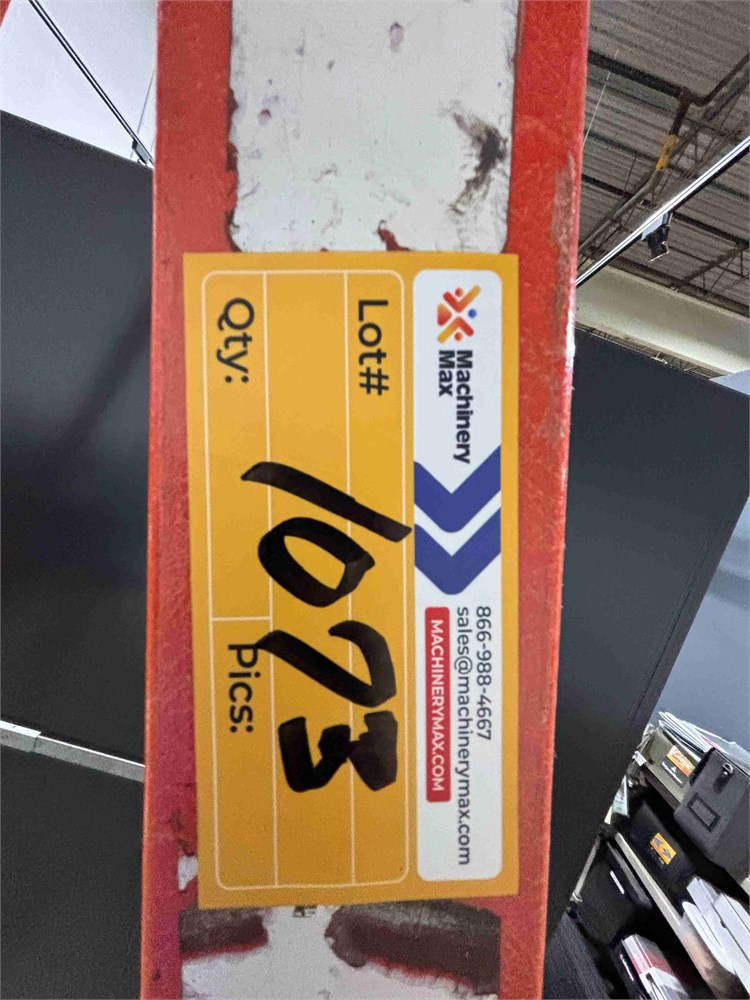 Machinery
Max
866-988-4667
sales@machinerymax.com
MACHINERYMAX.COM
Lot#
1073
Qty:
Pics: